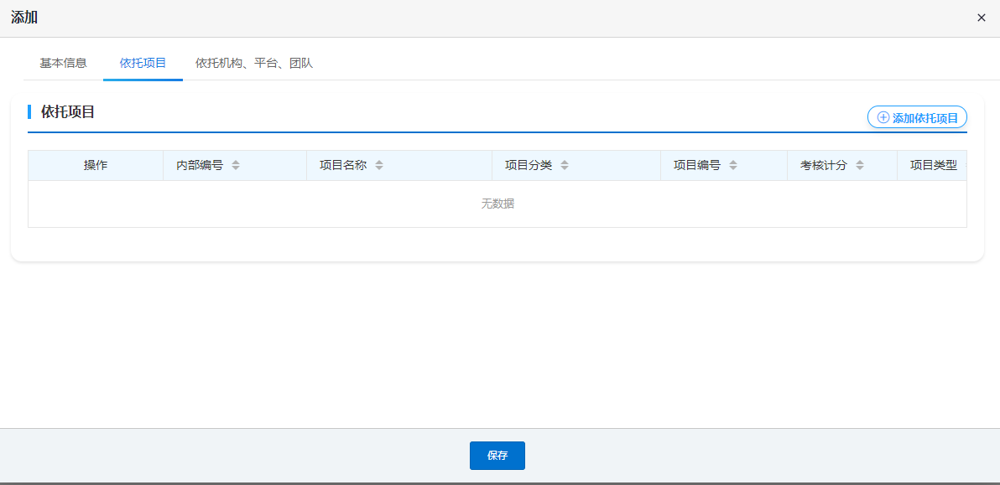 添加
基本信息 依托项目 依托机构、平台、团队
依托项目
添加依托项目
操作 内部编号 项目名称 项目分类 项目编号 考核计分 项目类型
无数据
保存